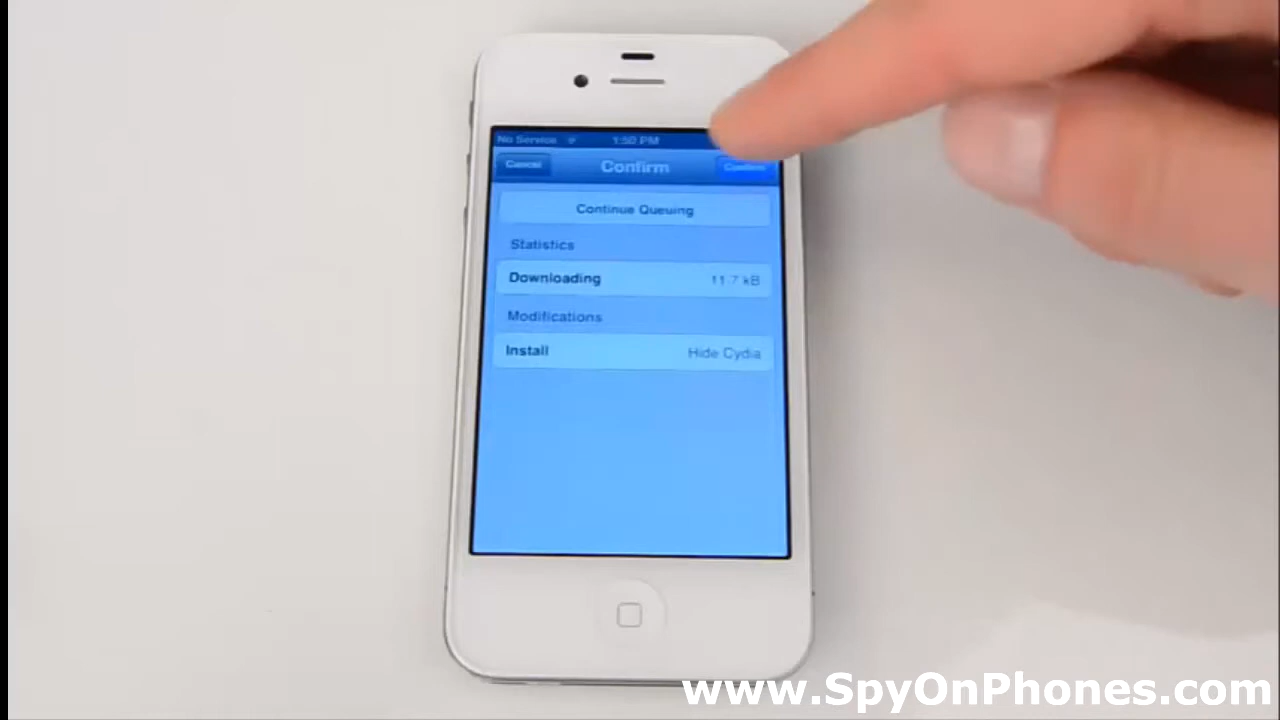 No Service 1:50 PM
Cancel Confirm Confirm
Continue Queuing
Statistics
Downloading 11.7 kB
Modifications
Install Hide Cydia
www.SpyOnPhones.com